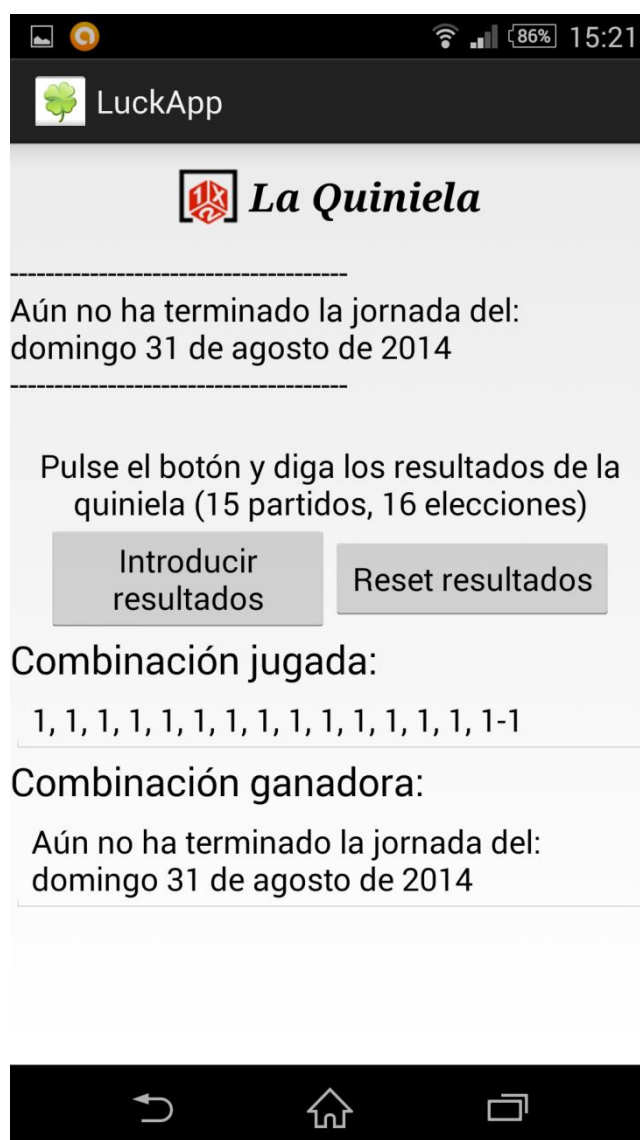 86% 15:21
LuckApp
1X2 La Quiniela
--------------------------------------
Aún no ha terminado la jornada del:
domingo 31 de agosto de 2014
--------------------------------------
Pulse el botón y diga los resultados de la
quiniela (15 partidos, 16 elecciones)
Introducir
resultados
Reset resultados
Combinación jugada:
1, 1, 1, 1, 1, 1, 1, 1, 1, 1, 1, 1, 1, 1, 1-1
Combinación ganadora:
Aún no ha terminado la jornada del:
domingo 31 de agosto de 2014